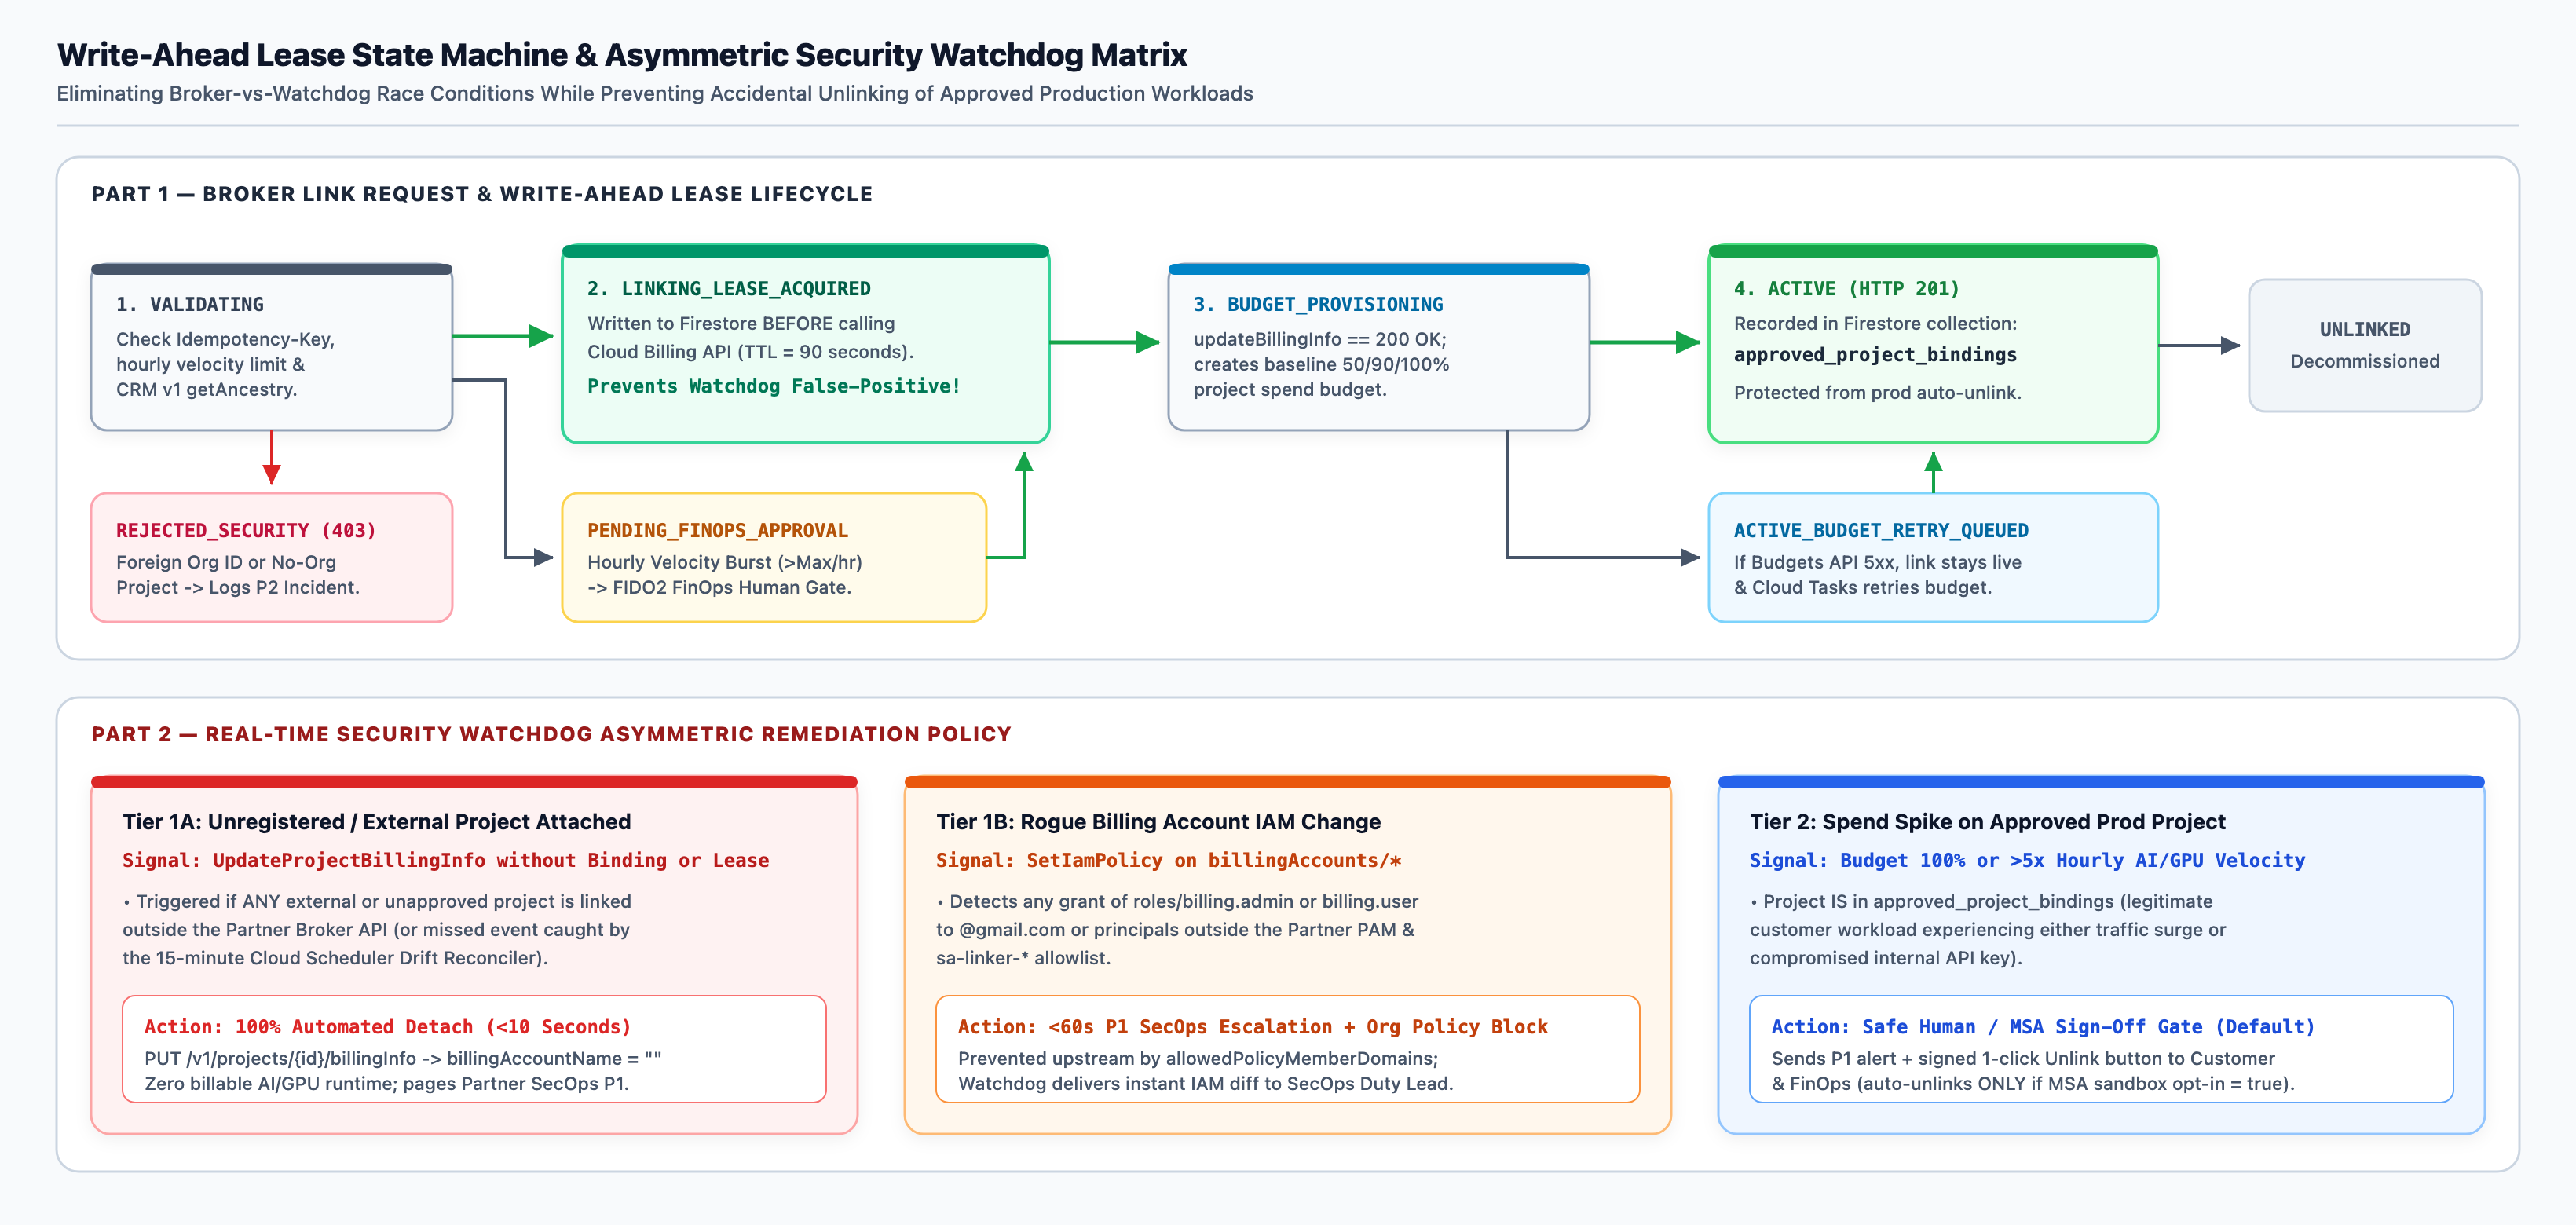 Write-Ahead Lease State Machine & Asymmetric Security Watchdog Matrix
Eliminating Broker-vs-Watchdog Race Conditions While Preventing Accidental Unlinking of Approved Production Workloads
PART 1 — BROKER LINK REQUEST & WRITE-AHEAD LEASE LIFECYCLE
1. VALIDATING
Check Idempotency-Key,
hourly velocity limit &
CRM v1 getAncestry.
2. LINKING_LEASE_ACQUIRED
Written to Firestore BEFORE calling
Cloud Billing API (TTL = 90 seconds).
Prevents Watchdog False-Positive!
3. BUDGET_PROVISIONING
updateBillingInfo == 200 OK;
creates baseline 50/90/100%
project spend budget.
4. ACTIVE (HTTP 201)
Recorded in Firestore collection:
approved_project_bindings
Protected from prod auto-unlink.
UNLINKED
Decommissioned
REJECTED_SECURITY (403)
Foreign Org ID or No-Org
Project -> Logs P2 Incident.
PENDING_FINOPS_APPROVAL
Hourly Velocity Burst (>Max/hr)
-> FIDO2 FinOps Human Gate.
ACTIVE_BUDGET_RETRY_QUEUED
If Budgets API 5xx, link stays live
& Cloud Tasks retries budget.
PART 2 — REAL-TIME SECURITY WATCHDOG ASYMMETRIC REMEDIATION POLICY
Tier 1A: Unregistered / External Project Attached
Signal: UpdateProjectBillingInfo without Binding or Lease
• Triggered if ANY external or unapproved project is linked
outside the Partner Broker API (or missed event caught by
the 15-minute Cloud Scheduler Drift Reconciler).
Action: 100% Automated Detach (<10 Seconds)
PUT /v1/projects/{id}/billingInfo -> billingAccountName = ""
Zero billable AI/GPU runtime; pages Partner SecOps P1.
Tier 1B: Rogue Billing Account IAM Change
Signal: SetIamPolicy on billingAccounts/*
• Detects any grant of roles/billing.admin or billing.user
to @gmail.com or principals outside the Partner PAM &
sa-linker-* allowlist.
Action: <60s P1 SecOps Escalation + Org Policy Block
Prevented upstream by allowedPolicyMemberDomains;
Watchdog delivers instant IAM diff to SecOps Duty Lead.
Tier 2: Spend Spike on Approved Prod Project
Signal: Budget 100% or >5x Hourly AI/GPU Velocity
• Project IS in approved_project_bindings (legitimate
customer workload experiencing either traffic surge or
compromised internal API key).
Action: Safe Human / MSA Sign-Off Gate (Default)
Sends P1 alert + signed 1-click Unlink button to Customer
& FinOps (auto-unlinks ONLY if MSA sandbox opt-in = true).